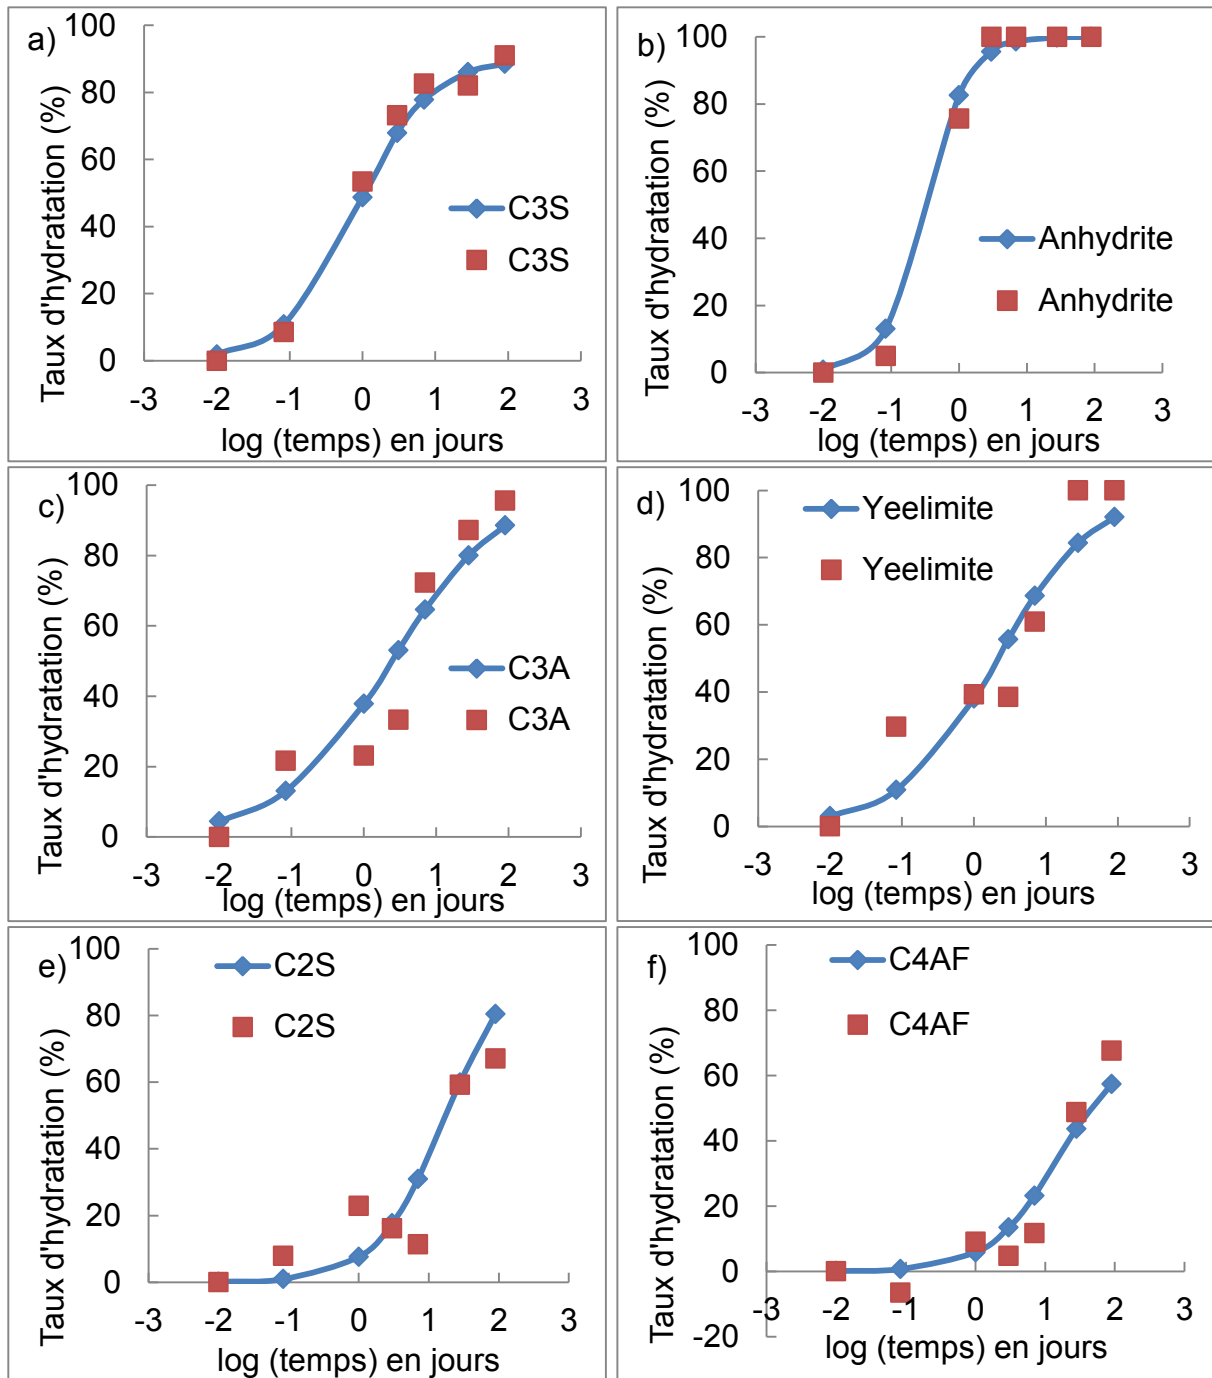 a)
100
80
60
40
20
0
Taux d'hydratation (%)
C3S
C3S
-3 -2 -1 0 1 2 3
log (temps) en jours
b)
100
80
60
40
20
0
Taux d'hydratation (%)
Anhydrite
Anhydrite
-3 -2 -1 0 1 2 3
log (temps) en jours
c)
100
80
60
40
20
0
Taux d'hydratation (%)
C3A
C3A
-3 -2 -1 0 1 2 3
log (temps) en jours
d)
100
80
60
40
20
0
Taux d'hydratation (%)
Yeelimite
Yeelimite
-3 -2 -1 0 1 2 3
log (temps) en jours
e)
100
80
60
40
20
0
Taux d'hydratation (%)
C2S
C2S
-3 -2 -1 0 1 2 3
log (temps) en jours
f)
100
80
60
40
20
0
-20
Taux d'hydratation (%)
C4AF
C4AF
-3 -2 -1 0 1 2 3
log (temps) en jours